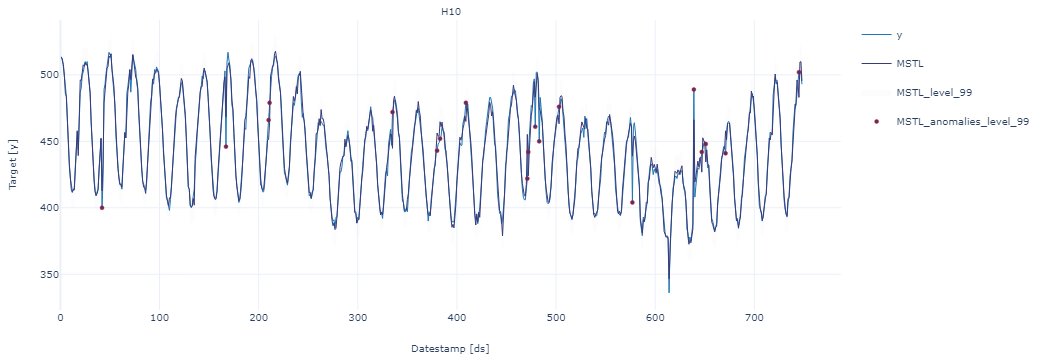 H10
y
MSTL
MSTL_level_99
MSTL_anomalies_level_99
Target [y]
500
450
400
350
0 100 200 300 400 500 600 700
Datestamp [ds]